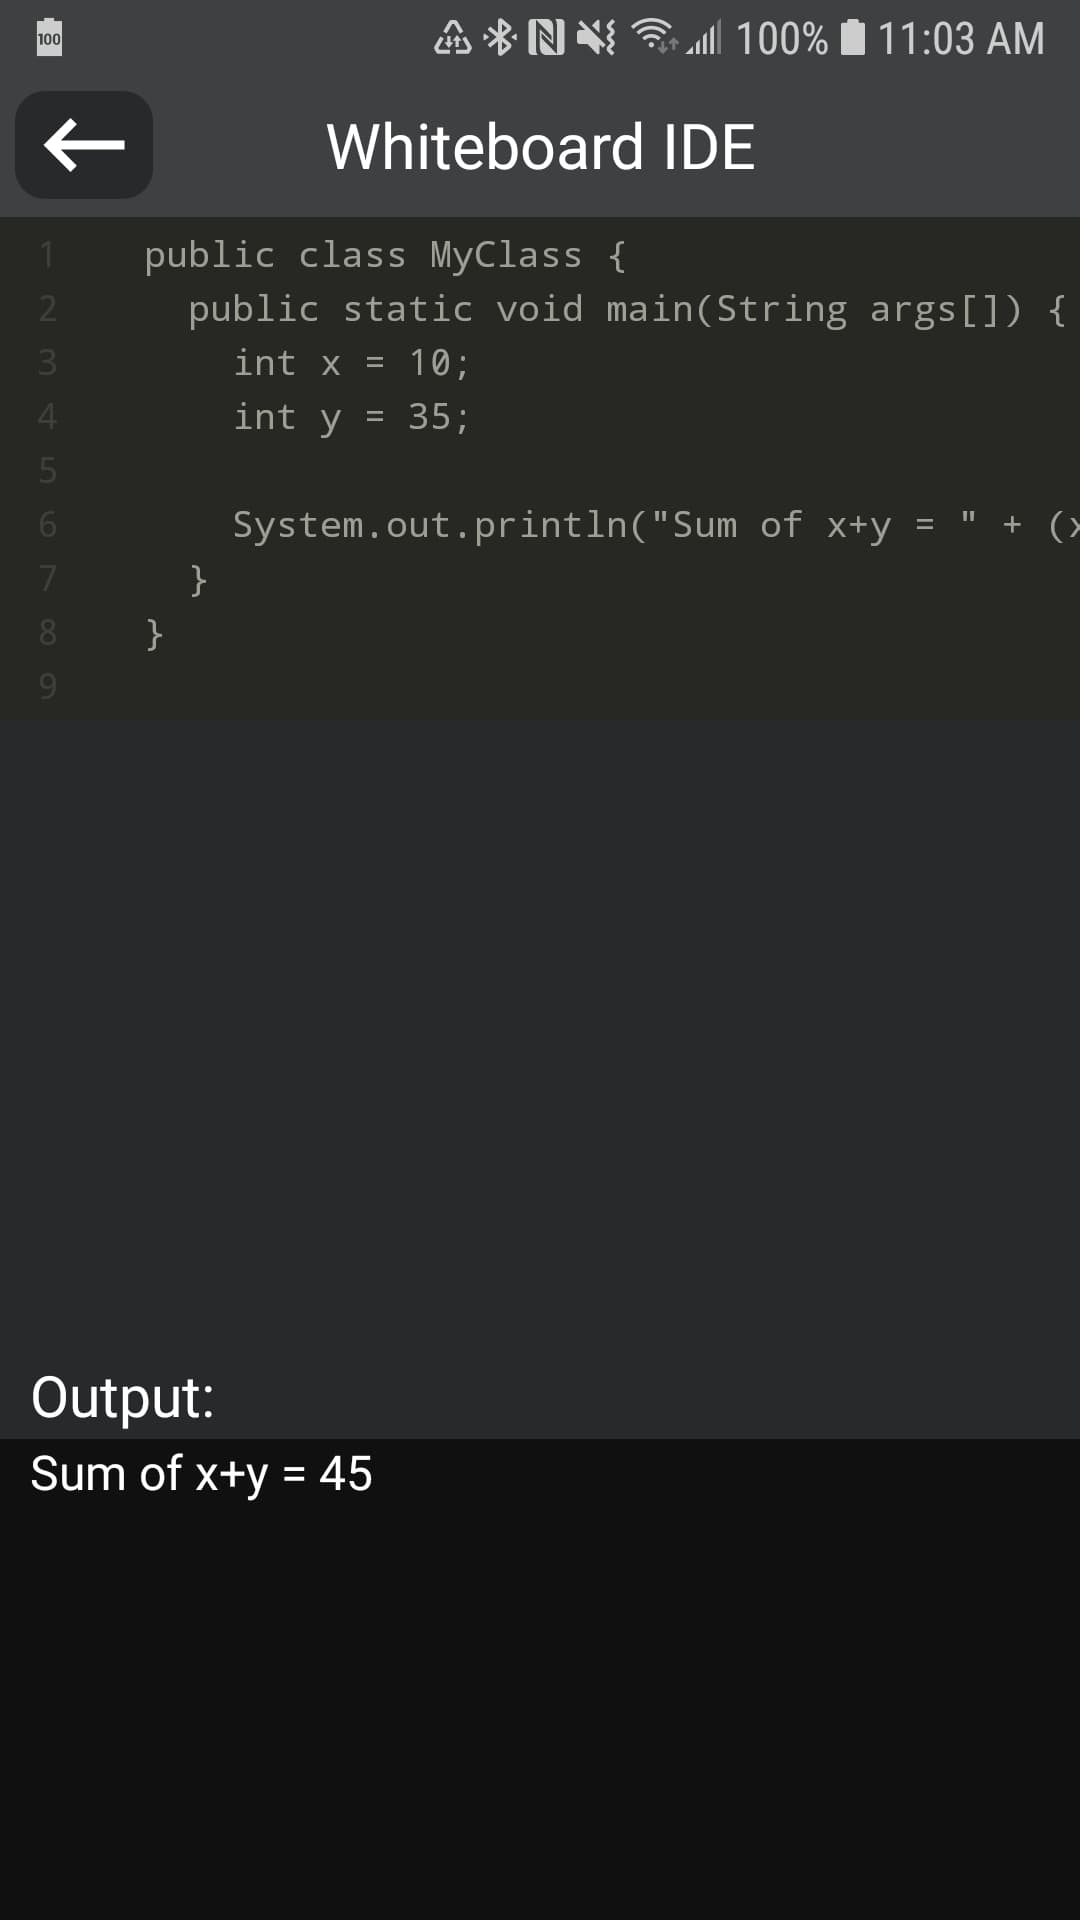 100
100% 11:03 AM
Whiteboard IDE
1 public class MyClass {
2 public static void main(String args[]) {
3 int x = 10;
4 int y = 35;
5
6 System.out.println("Sum of x+y = " + (
7 }
8 }
9
Output:
Sum of x+y = 45